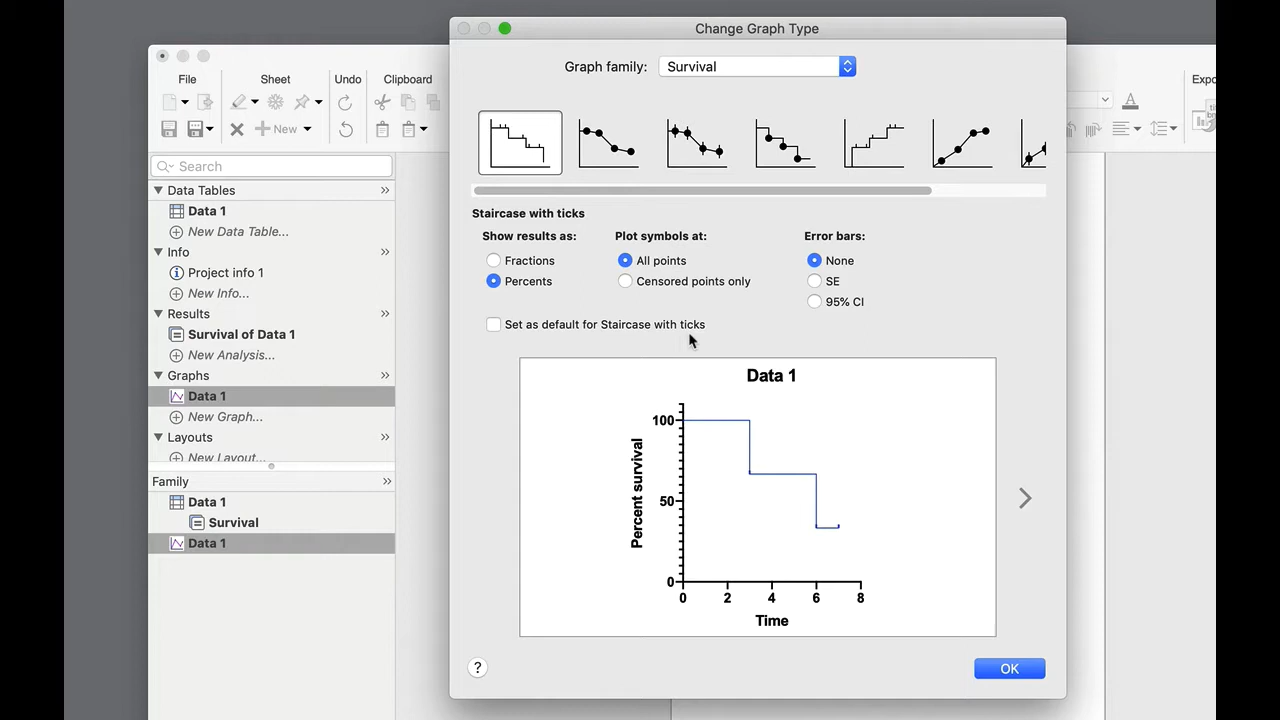 Change Graph Type
Graph family: Survival
File Sheet Undo Clipboard
New
Search
Data Tables
Data 1
New Data Table...
Info
Project info 1
New Info...
Results
Survival of Data 1
New Analysis...
Graphs
Data 1
New Graph...
Layouts
New Layout...
Family
Data 1
Survival
Data 1
Staircase with ticks
Show results as:
Fractions
Percents
Plot symbols at:
All points
Censored points only
Error bars:
None
SE
95% CI
Set as default for Staircase with ticks
Data 1
Percent survival
100
50
0
0 2 4 6 8
Time
?
OK